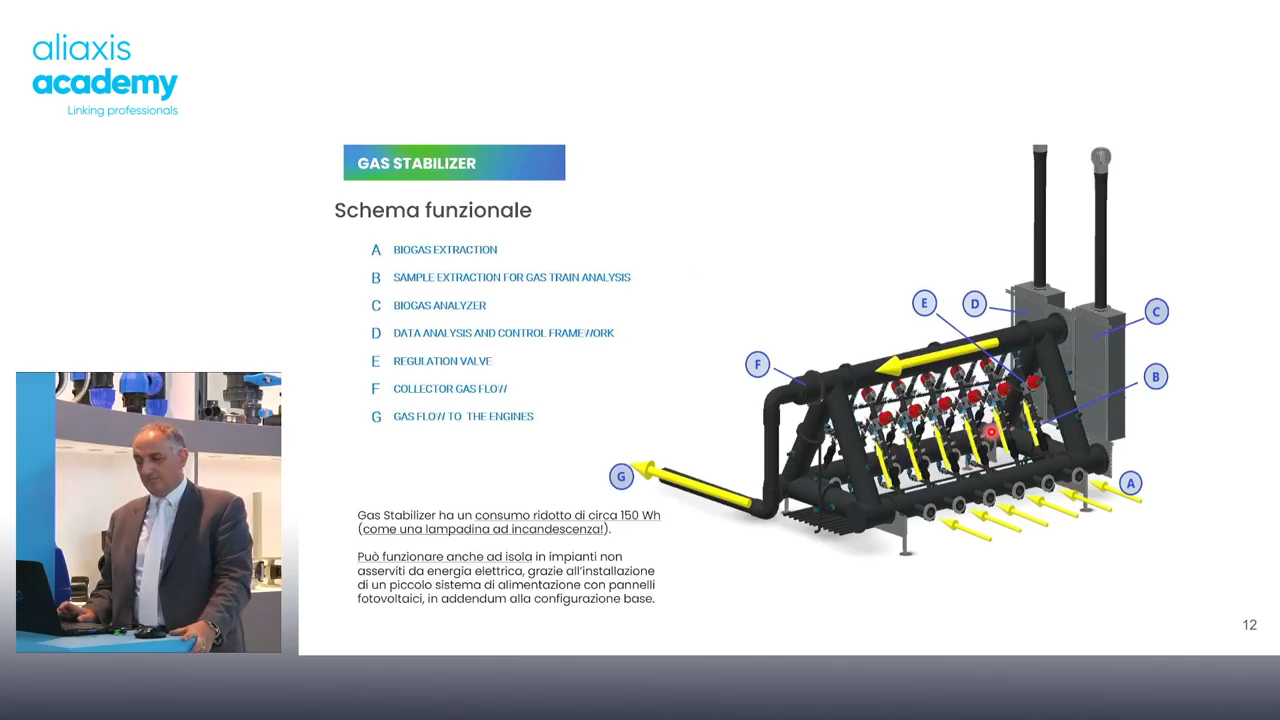 aliaxis
academy
Linking professionals
GAS STABILIZER
Schema funzionale
A BIOGAS EXTRACTION
B SAMPLE EXTRACTION FOR GAS TRAIN ANALYSIS
C BIOGAS ANALYZER
D DATA ANALYSIS AND CONTROL FRAMEWORK
E REGULATION VALVE
F COLLECTOR GAS FLOW
G GAS FLOW TO THE ENGINES
E
D
C
F
B
G
A
Gas Stabilizer ha un consumo ridotto di circa 150 Wh
(come una lampadina ad incandescenza!).
Può funzionare anche ad isola in impianti non
asserviti da energia elettrica, grazie all'installazione
di un piccolo sistema di alimentazione con pannelli
fotovoltaici, in addendum alla configurazione base.
12